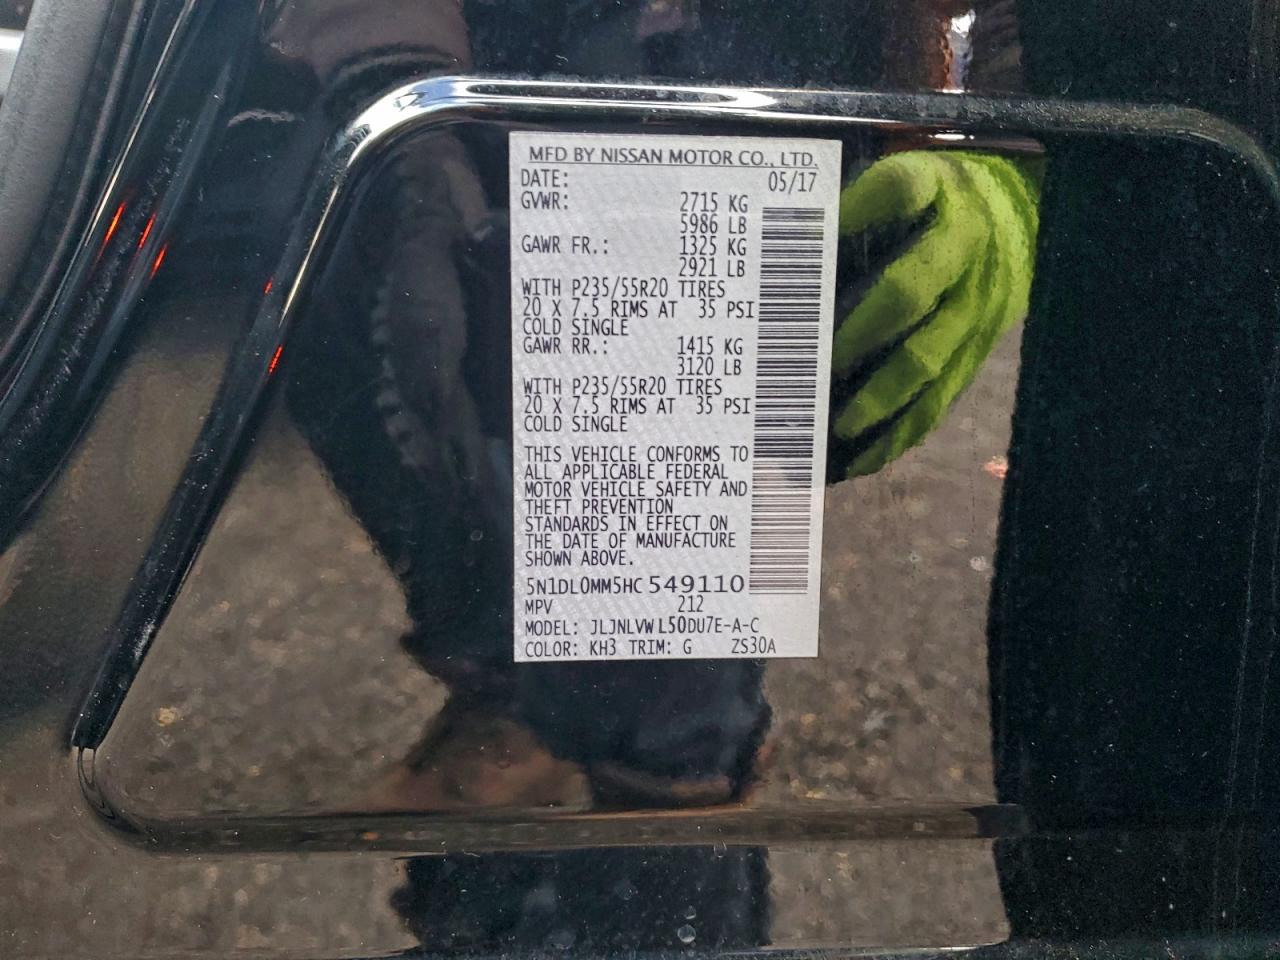 MFD BY NISSAN MOTOR CO., LTD.
DATE: 05/17
GVWR: 2715 KG
5986 LB
GAWR FR.: 1325 KG
2921 LB
WITH P235/55R20 TIRES
20 X 7.5 RIMS AT 35 PSI
COLD SINGLE
GAWR RR.: 1415 KG
3120 LB
WITH P235/55R20 TIRES
20 X 7.5 RIMS AT 35 PSI
COLD SINGLE
THIS VEHICLE CONFORMS TO
ALL APPLICABLE FEDERAL
MOTOR VEHICLE SAFETY AND
THEFT PREVENTION
STANDARDS IN EFFECT ON
THE DATE OF MANUFACTURE
SHOWN ABOVE.
5N1DL0MM5HC 549110
MPV 212
MODEL: JLJNLVWL50DU7E-A-C
COLOR: KH3 TRIM: G ZS30A